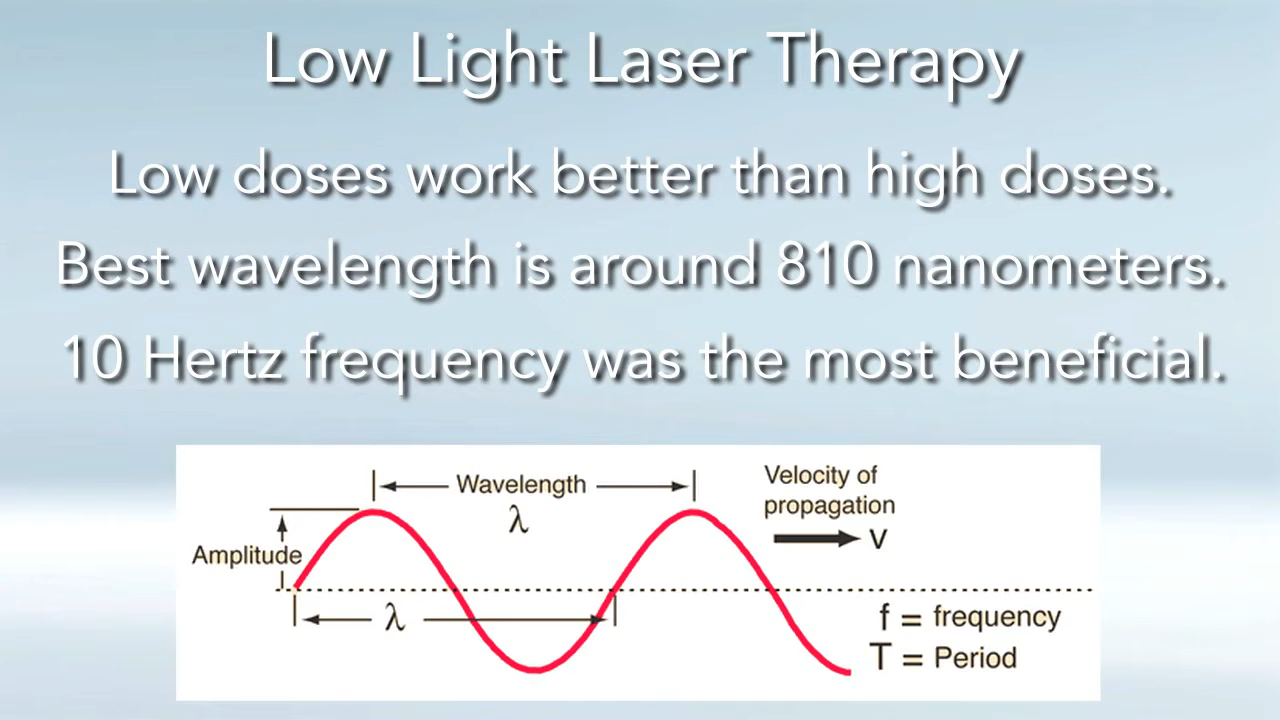 Low Light Laser Therapy
Low doses work better than high doses.
Best wavelength is around 810 nanometers.
10 Hertz frequency was the most beneficial.
Wavelength
λ
Velocity of
propagation
v
Amplitude
λ
f = frequency
T = Period